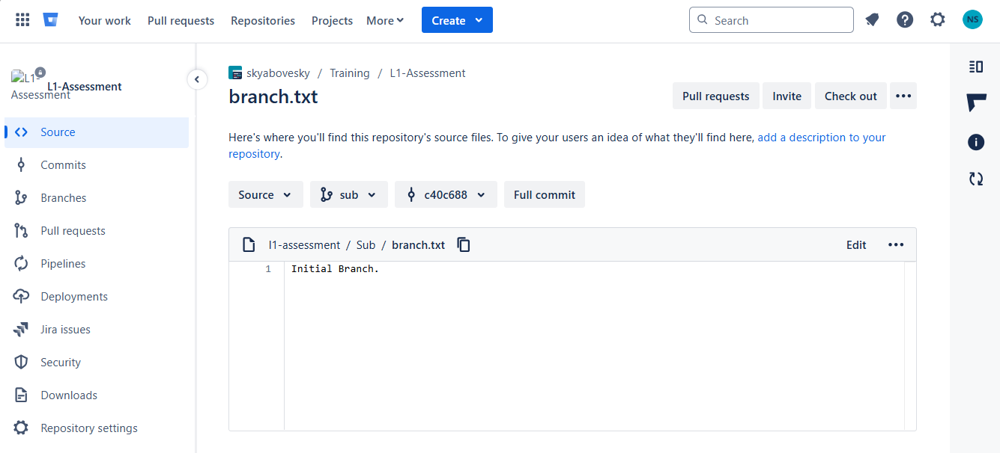 Your work Pull requests Repositories Projects More Create Search NS
L1-
Assessment
L1-Assessment
Source
Commits
Branches
Pull requests
Pipelines
Deployments
Jira issues
Security
Downloads
Repository settings
skyabovesky / Training / L1-Assessment
branch.txt
Pull requests Invite Check out
Here's where you'll find this repository's source files. To give your users an idea of what they'll find here, add a description to your
repository.
Source sub c40c688 Full commit
l1-assessment / Sub / branch.txt Edit
1 Initial Branch.